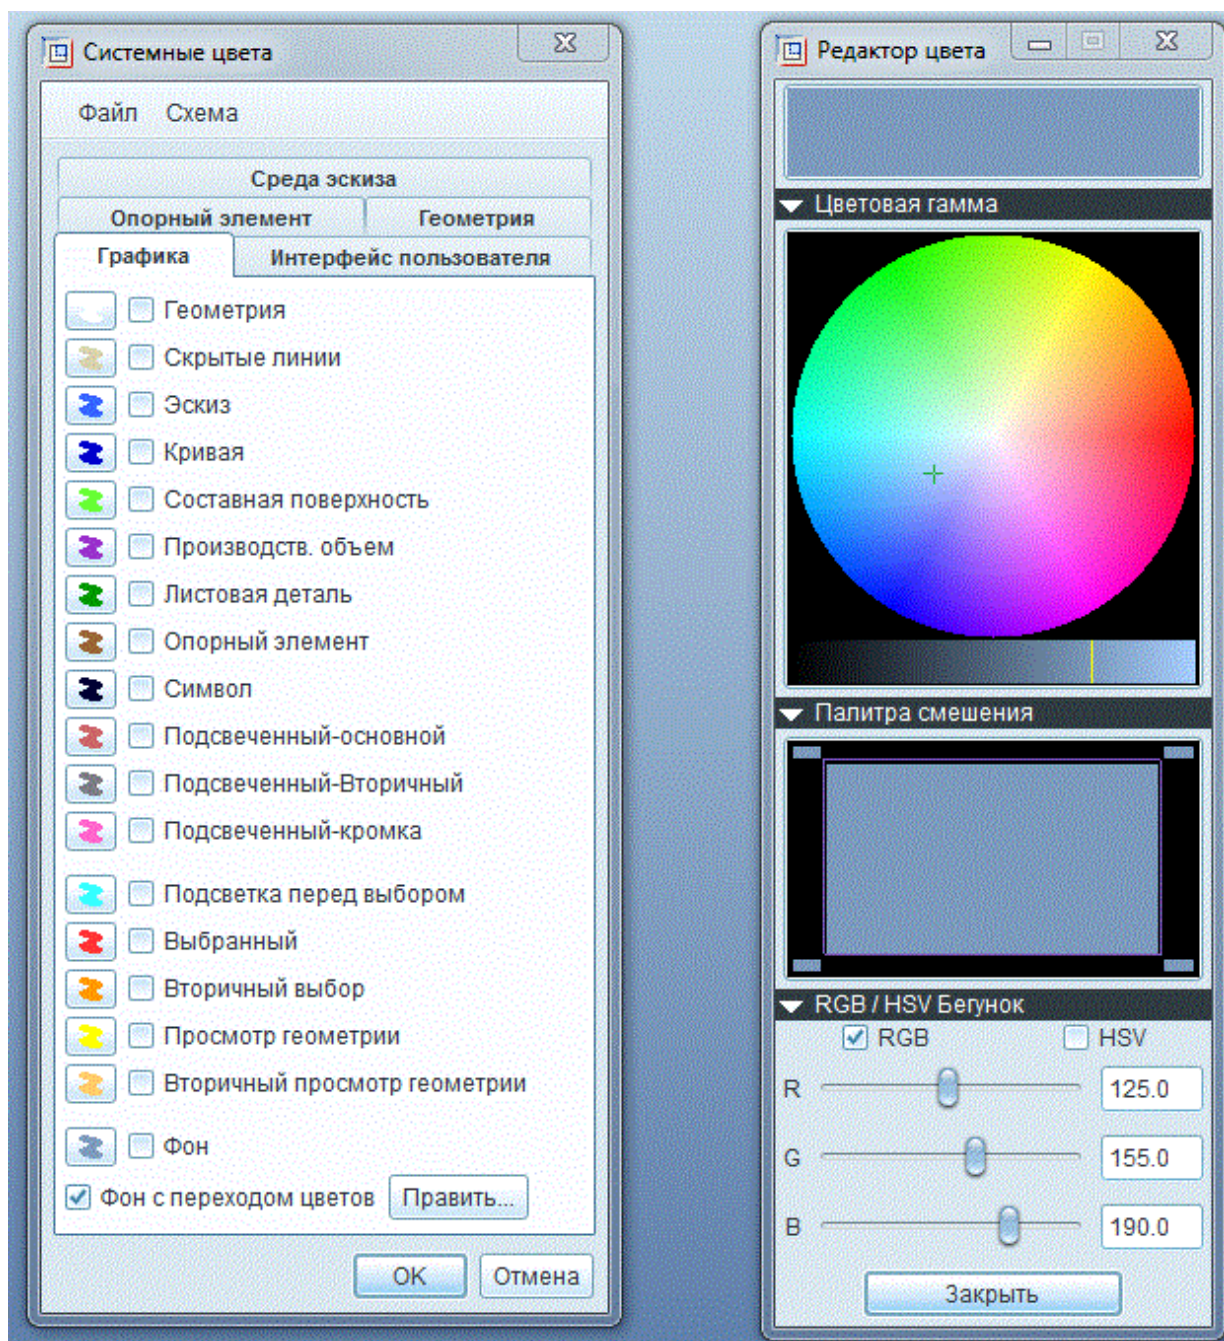 Системные цвета
Файл Схема
Среда эскиза
Опорный элемент Геометрия
Графика Интерфейс пользователя
Геометрия
Скрытые линии
Эскиз
Кривая
Составная поверхность
Производств. объем
Листовая деталь
Опорный элемент
Символ
Подсвеченный-основной
Подсвеченный-Вторичный
Подсвеченный-кромка
Подсветка перед выбором
Выбранный
Вторичный выбор
Просмотр геометрии
Вторичный просмотр геометрии
Фон
Фон с переходом цветов Править...
OK Отмена
Редактор цвета
Цветовая гамма
Палитра смешения
RGB / HSV Бегунок
RGB HSV
R 125.0
G 155.0
B 190.0
Закрыть